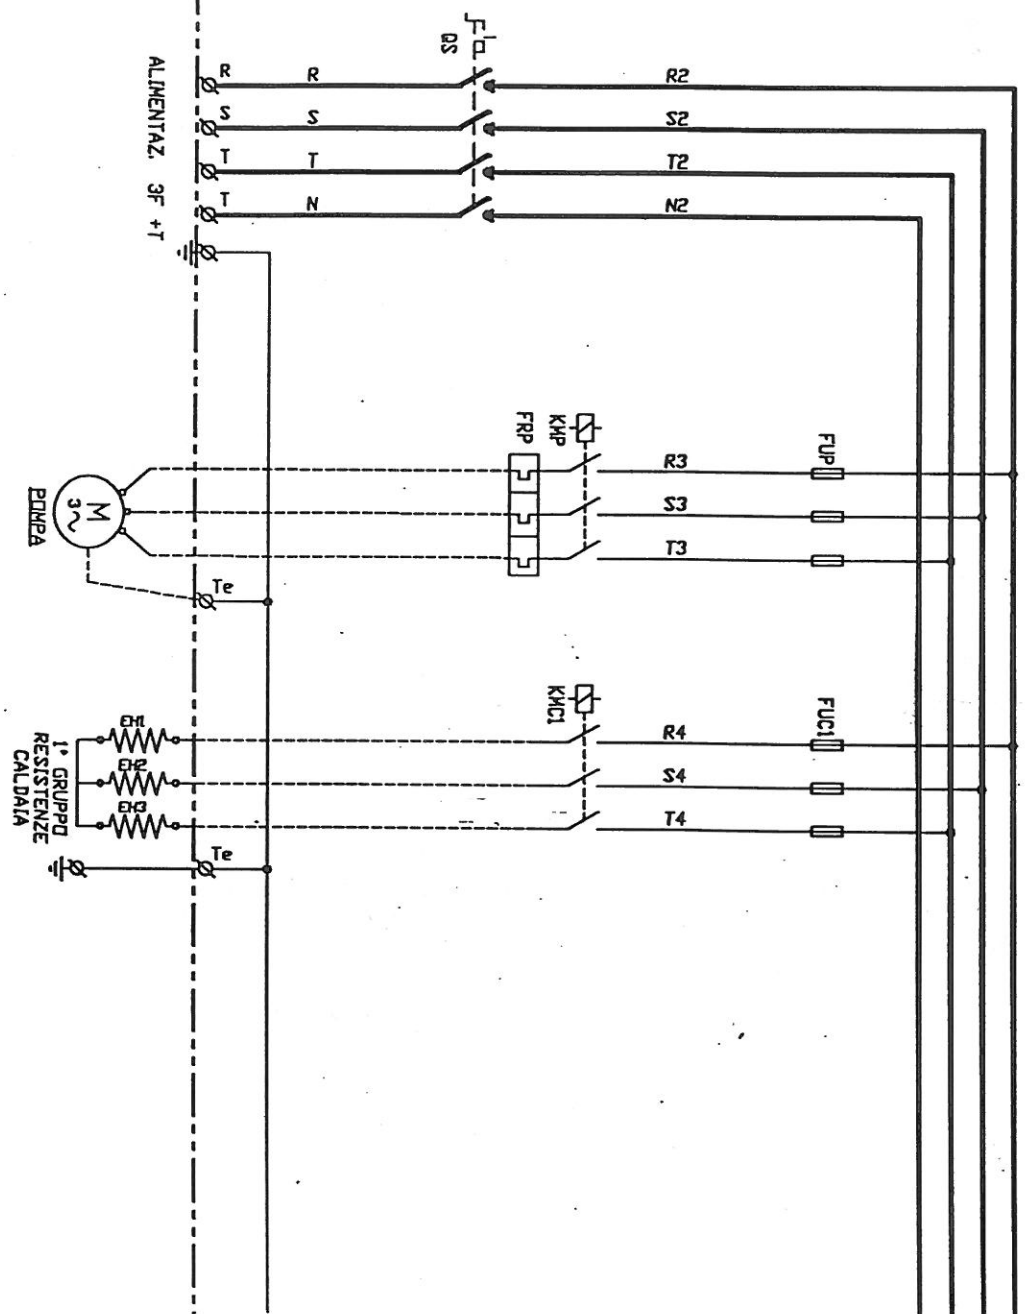 QS
ALIMENTAZ. 3F +T
R R R2
S S S2
T T T2
T N N2
FRP KMP FUP
R3
S3
T3
M
3~
POMPA
Te
KMC1 FUC1
R4
S4
T4
EH1
EH2
EH3
1° GRUPPO
RESISTENZE
CALDAIA
Te